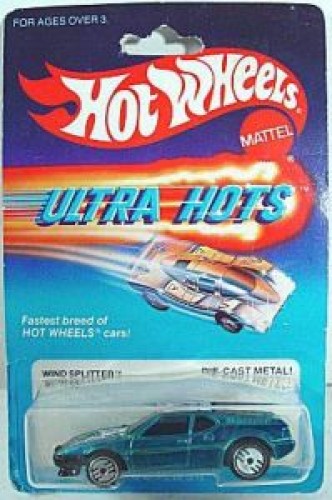 FOR AGES OVER 3.
Hot Wheels
MATTEL
®
ULTRA HOTS
Fastest breed of
HOT WHEELS® cars!
WIND SPLITTER™ DIE-CAST METAL!